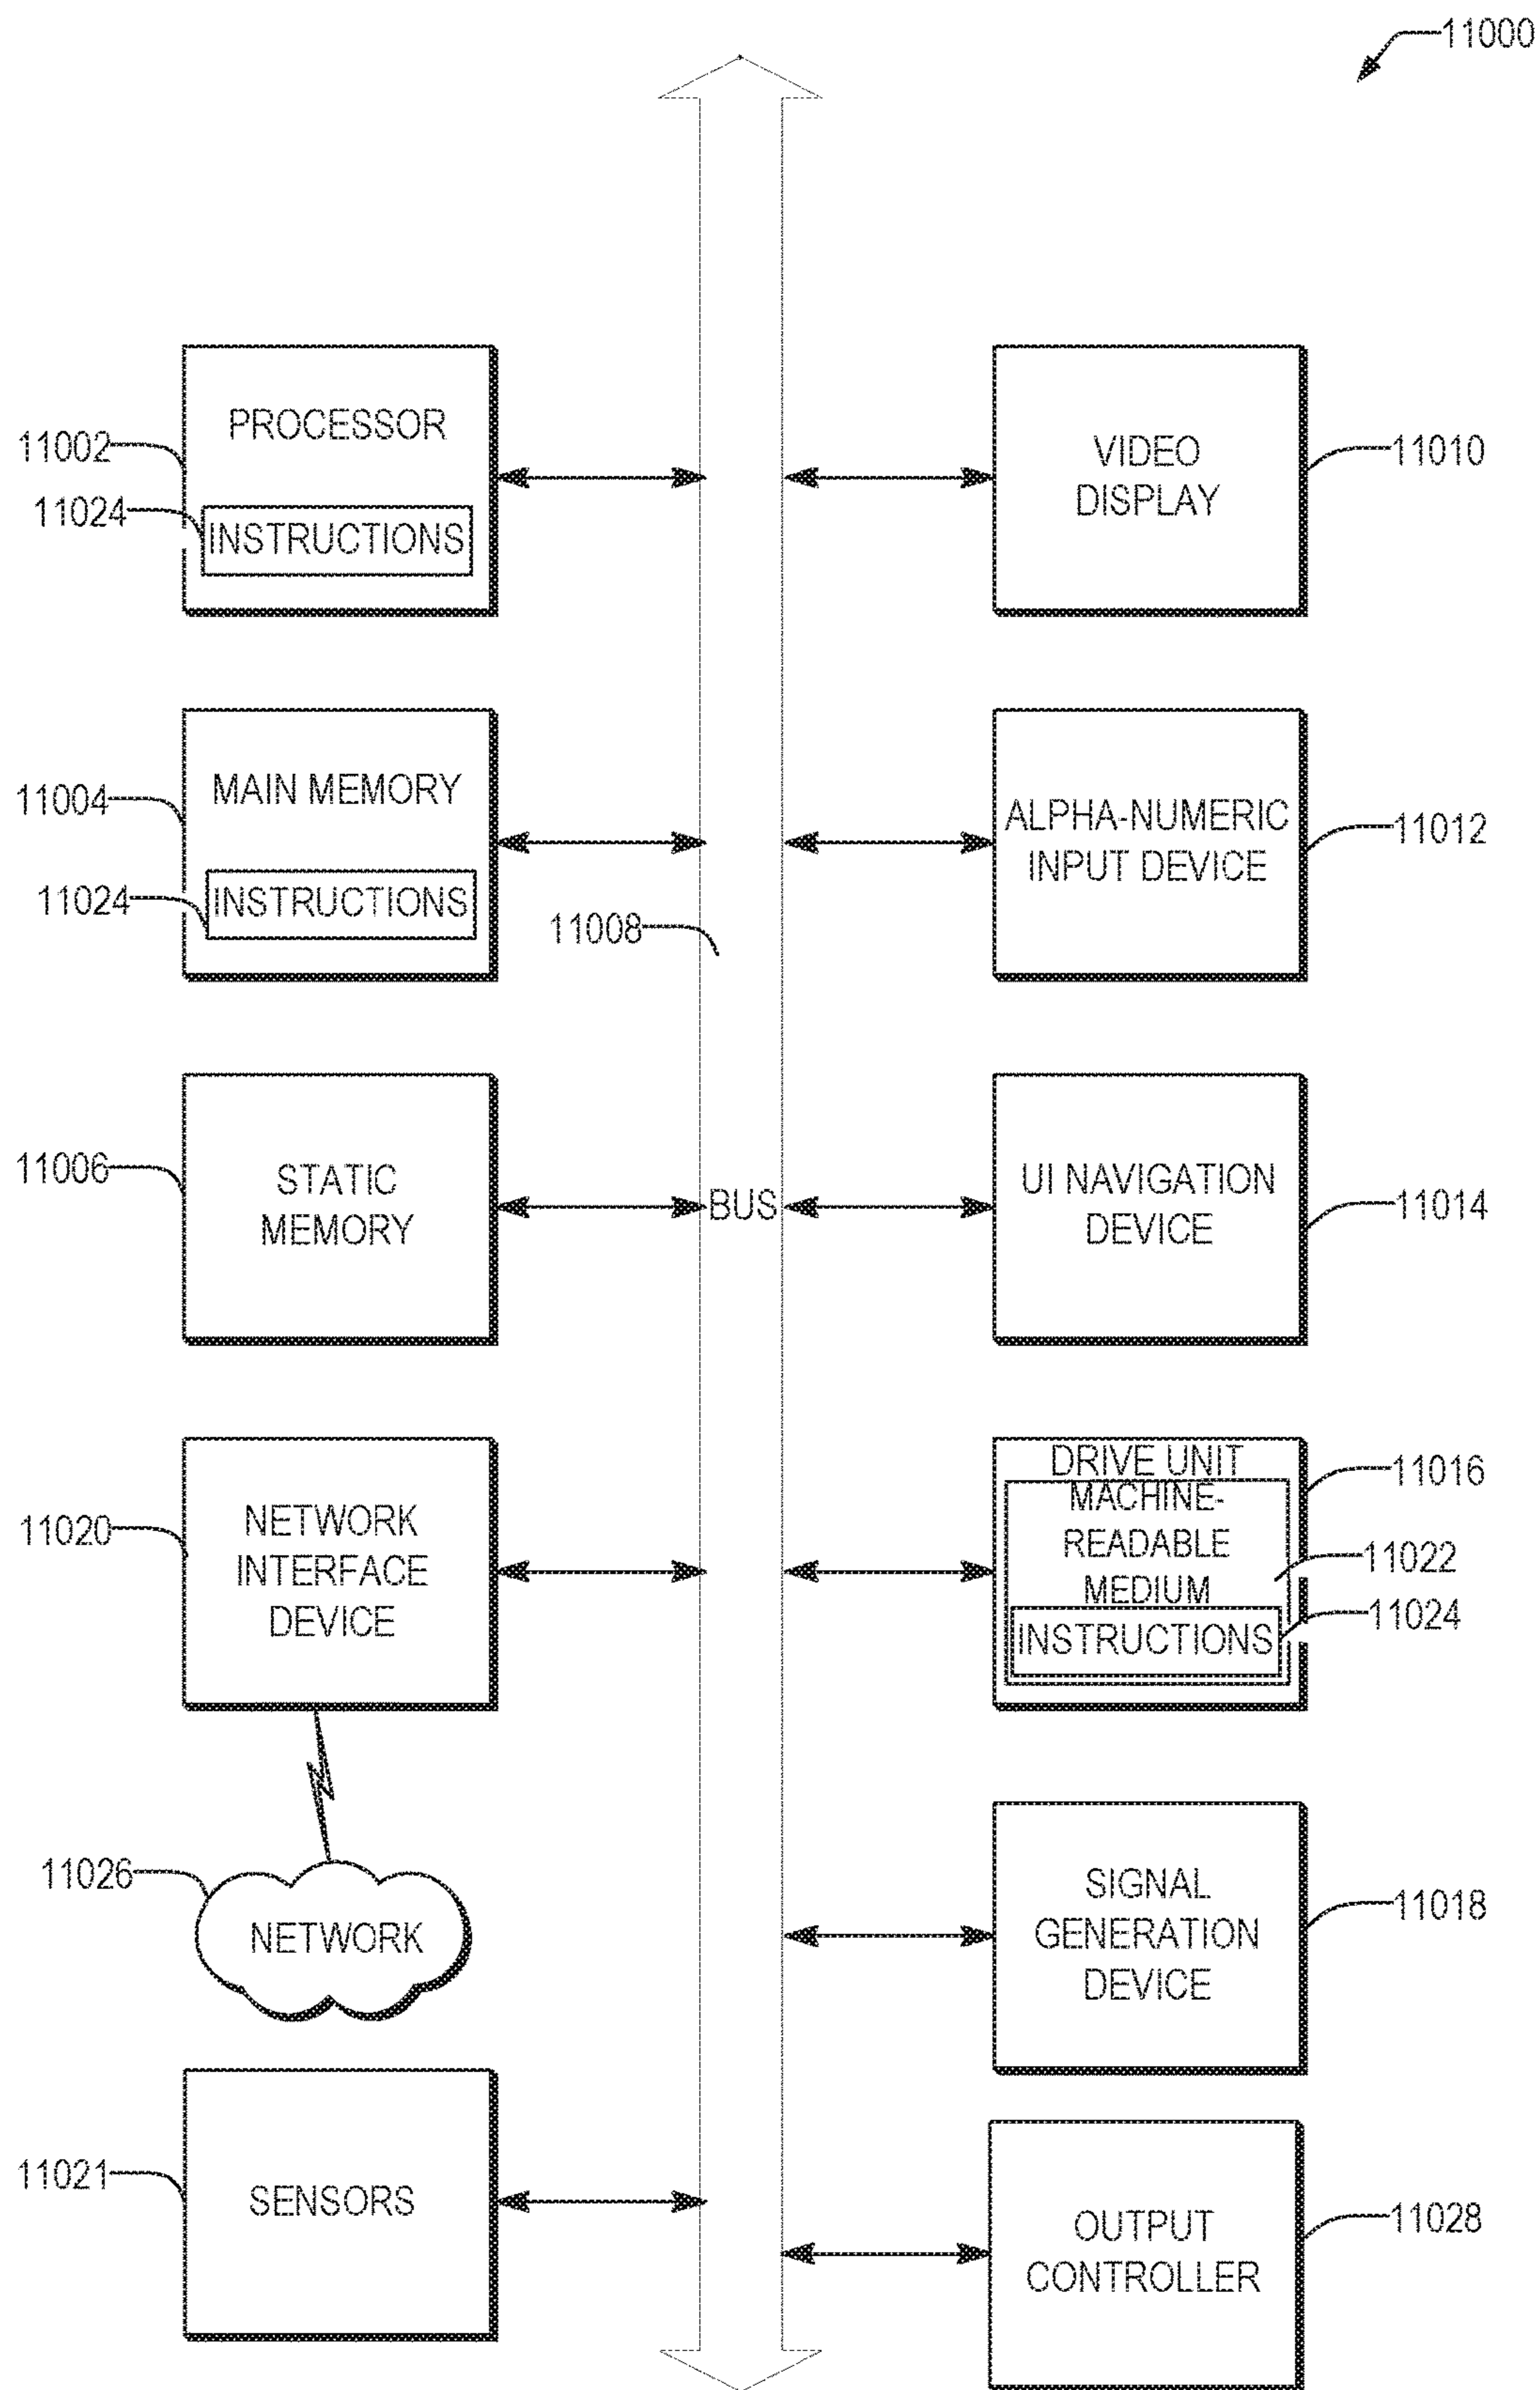 11000
PROCESSOR
11002
11024
INSTRUCTIONS
VIDEO
DISPLAY
11010
MAIN MEMORY
11004
11024
INSTRUCTIONS
11008
ALPHA-NUMERIC
INPUT DEVICE
11012
11006
STATIC
MEMORY
BUS
UI NAVIGATION
DEVICE
11014
11020
NETWORK
INTERFACE
DEVICE
DRIVE UNIT
11016
MACHINE-
READABLE
MEDIUM
11022
11024
INSTRUCTIONS
11026
NETWORK
SIGNAL
GENERATION
DEVICE
11018
11021
SENSORS
OUTPUT
CONTROLLER
11028